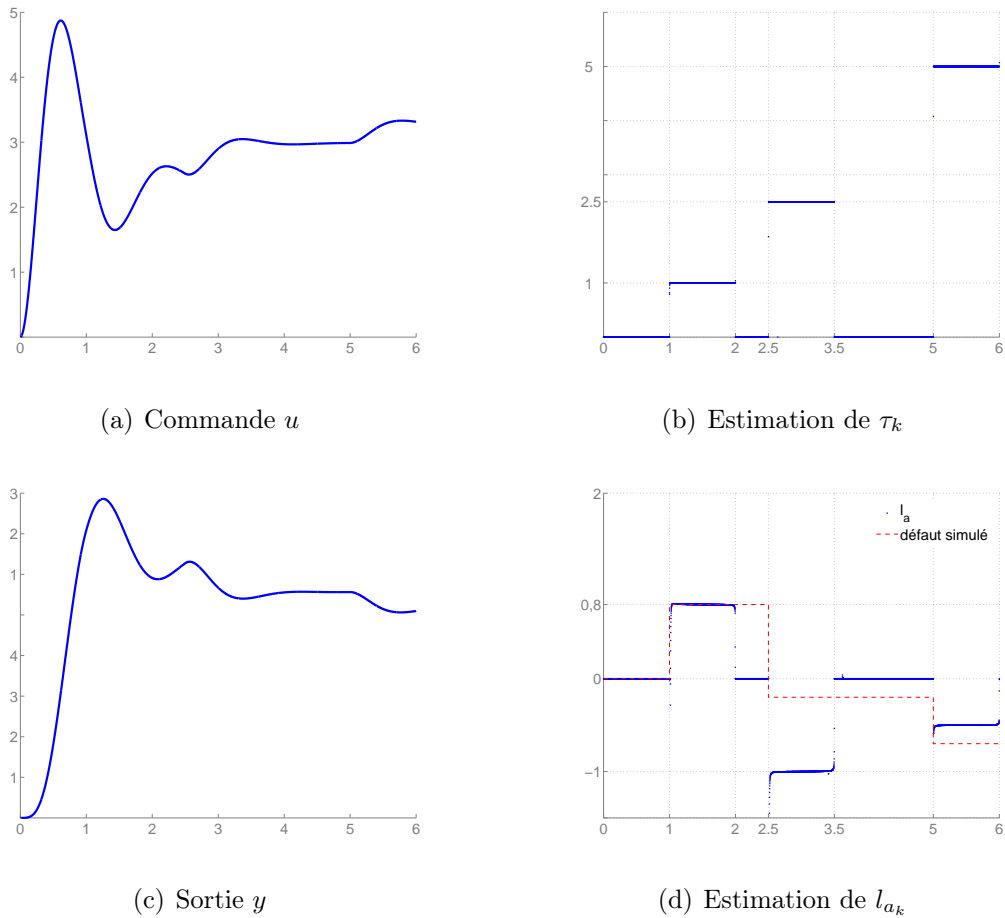 5
4
3
2
1
0 1 2 3 4 5 6
(a) Commande u
5
2.5
1
0 1 2 2.5 3.5 5 6
(b) Estimation de τk
3
2
1
4
3
2
1
0 1 2 3 4 5 6
(c) Sortie y
2
0.8
0
−1
l_a
défaut simulé
0 1 2 2.5 3.5 5 6
(d) Estimation de l_{a_k}